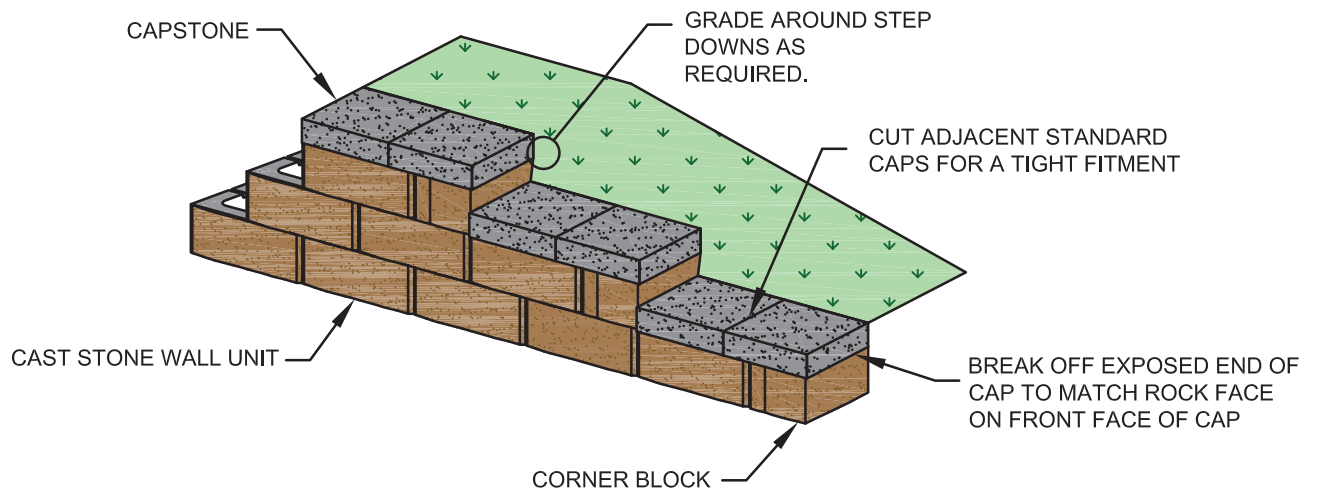 CAPSTONE
GRADE AROUND STEP
DOWNS AS
REQUIRED.
CUT ADJACENT STANDARD
CAPS FOR A TIGHT FITMENT
CAST STONE WALL UNIT
BREAK OFF EXPOSED END OF
CAP TO MATCH ROCK FACE
ON FRONT FACE OF CAP
CORNER BLOCK